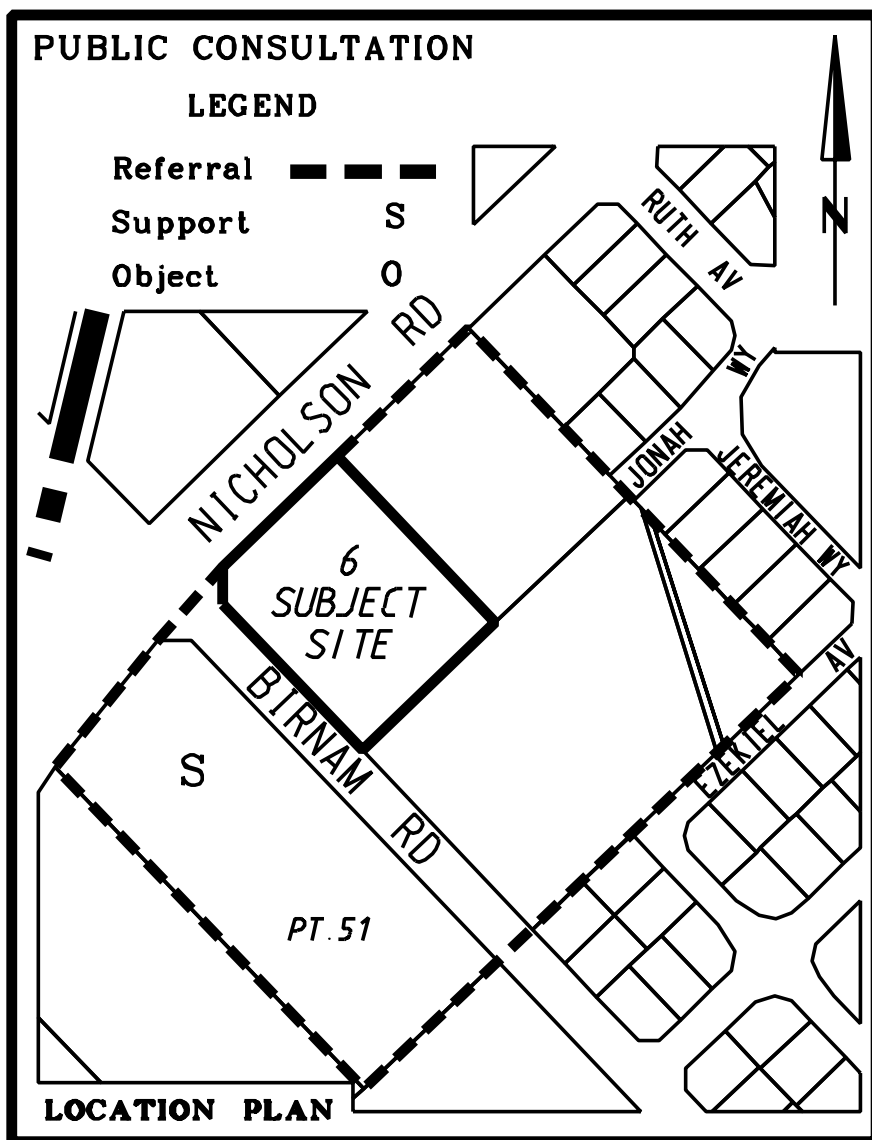 PUBLIC CONSULTATION
LEGEND
Referral
Support S
Object O
N
RUTH AV
NICHOLSON RD
WY
JONAH
JEREMIAH WY
6
SUBJECT
SITE
BIRNAM RD
AV
EZEKIEL
S
PT.51
LOCATION PLAN